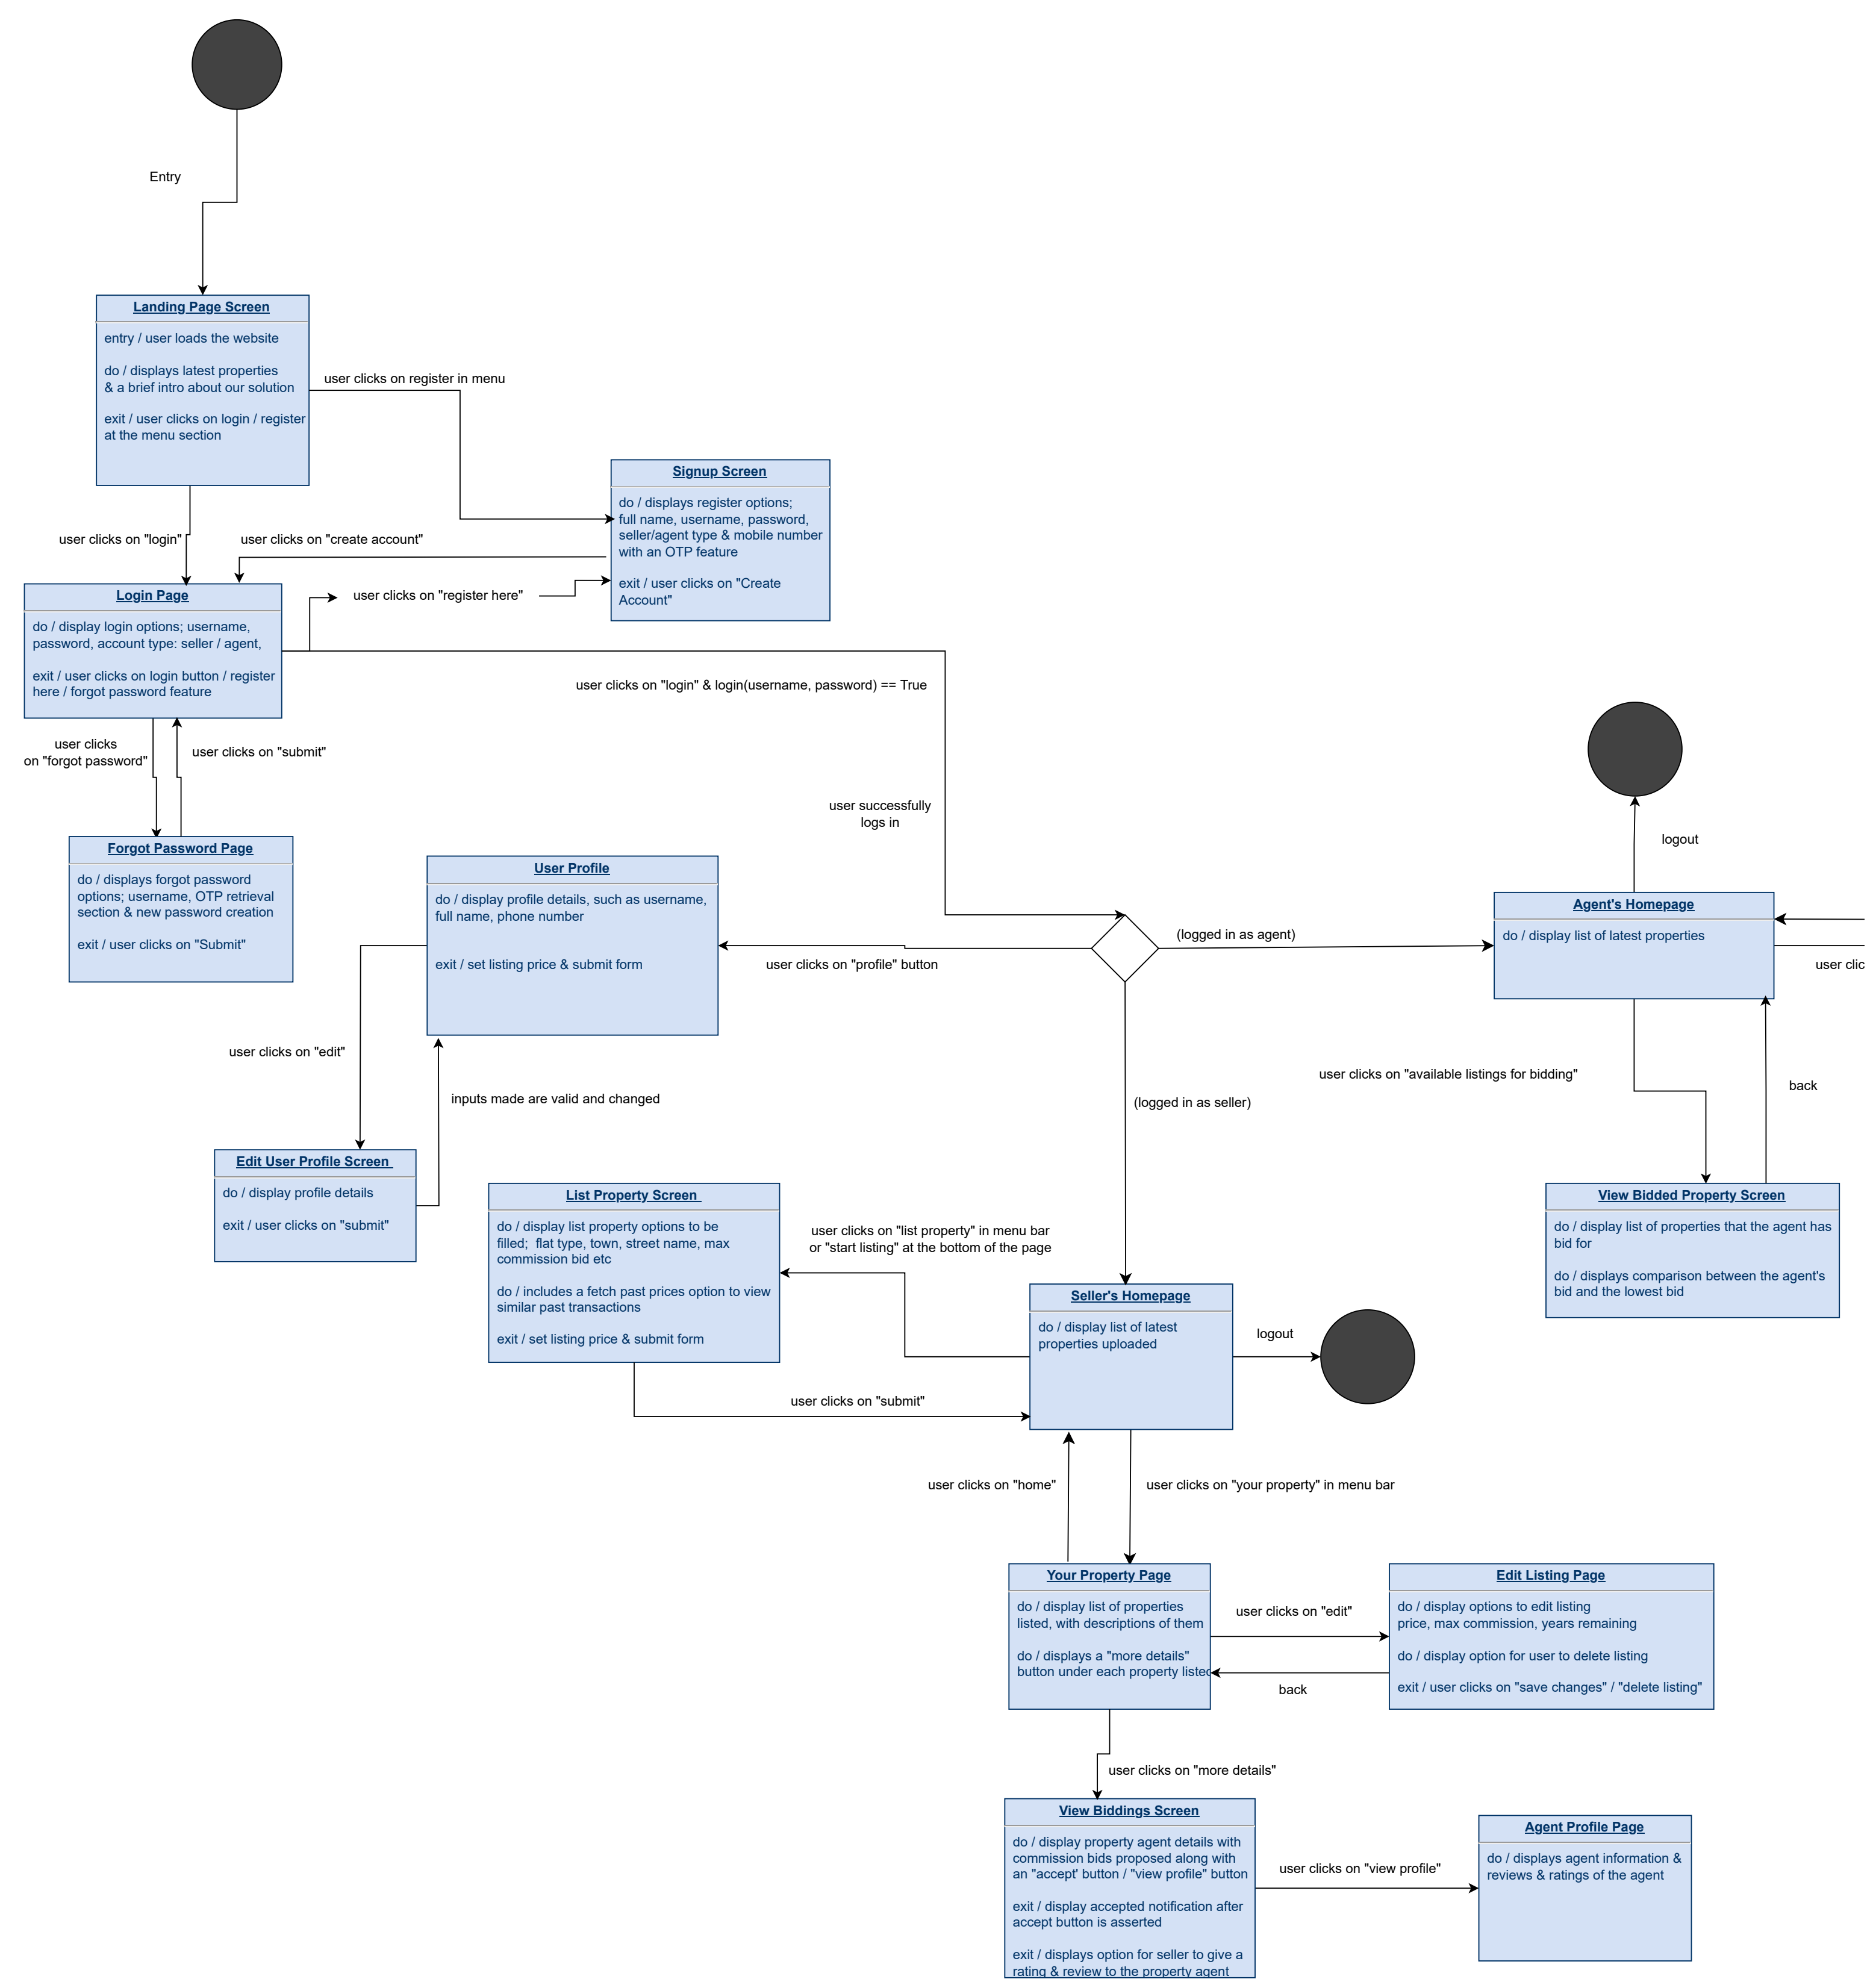 Entry
Landing Page Screen
entry / user loads the website
do / displays latest properties
& a brief intro about our solution
exit / user clicks on login / register
at the menu section
user clicks on register in menu
Signup Screen
do / displays register options;
full name, username, password,
seller/agent type & mobile number
with an OTP feature
exit / user clicks on "Create
Account"
user clicks on "login"
user clicks on "create account"
user clicks on "register here"
Login Page
do / display login options; username,
password, account type: seller / agent,
exit / user clicks on login button / register
here / forgot password feature
user clicks on "login" & login(username, password) == True
user clicks
on "forgot password"
user clicks on "submit"
user successfully
logs in
logout
Forgot Password Page
do / displays forgot password
options; username, OTP retrieval
section & new password creation
exit / user clicks on "Submit"
User Profile
do / display profile details, such as username,
full name, phone number
exit / set listing price & submit form
user clicks on "profile" button
(logged in as agent)
Agent's Homepage
do / display list of latest properties
user clic
user clicks on "edit"
inputs made are valid and changed
(logged in as seller)
user clicks on "available listings for bidding"
back
Edit User Profile Screen
do / display profile details
exit / user clicks on "submit"
List Property Screen
do / display list property options to be
filled;  flat type, town, street name, max
commission bid etc
do / includes a fetch past prices option to view
similar past transactions
exit / set listing price & submit form
user clicks on "list property" in menu bar
or "start listing" at the bottom of the page
View Bidded Property Screen
do / display list of properties that the agent has
bid for
do / displays comparison between the agent's
bid and the lowest bid
Seller's Homepage
do / display list of latest
properties uploaded
logout
user clicks on "submit"
user clicks on "home"
user clicks on "your property" in menu bar
Your Property Page
do / display list of properties
listed, with descriptions of them
do / displays a "more details"
button under each property listed
user clicks on "edit"
back
Edit Listing Page
do / display options to edit listing
price, max commission, years remaining
do / display option for user to delete listing
exit / user clicks on "save changes" / "delete listing"
user clicks on "more details"
View Biddings Screen
do / display property agent details with
commission bids proposed along with
an "accept' button / "view profile" button
exit / display accepted notification after
accept button is asserted
exit / displays option for seller to give a
rating & review to the property agent
user clicks on "view profile"
Agent Profile Page
do / displays agent information &
reviews & ratings of the agent